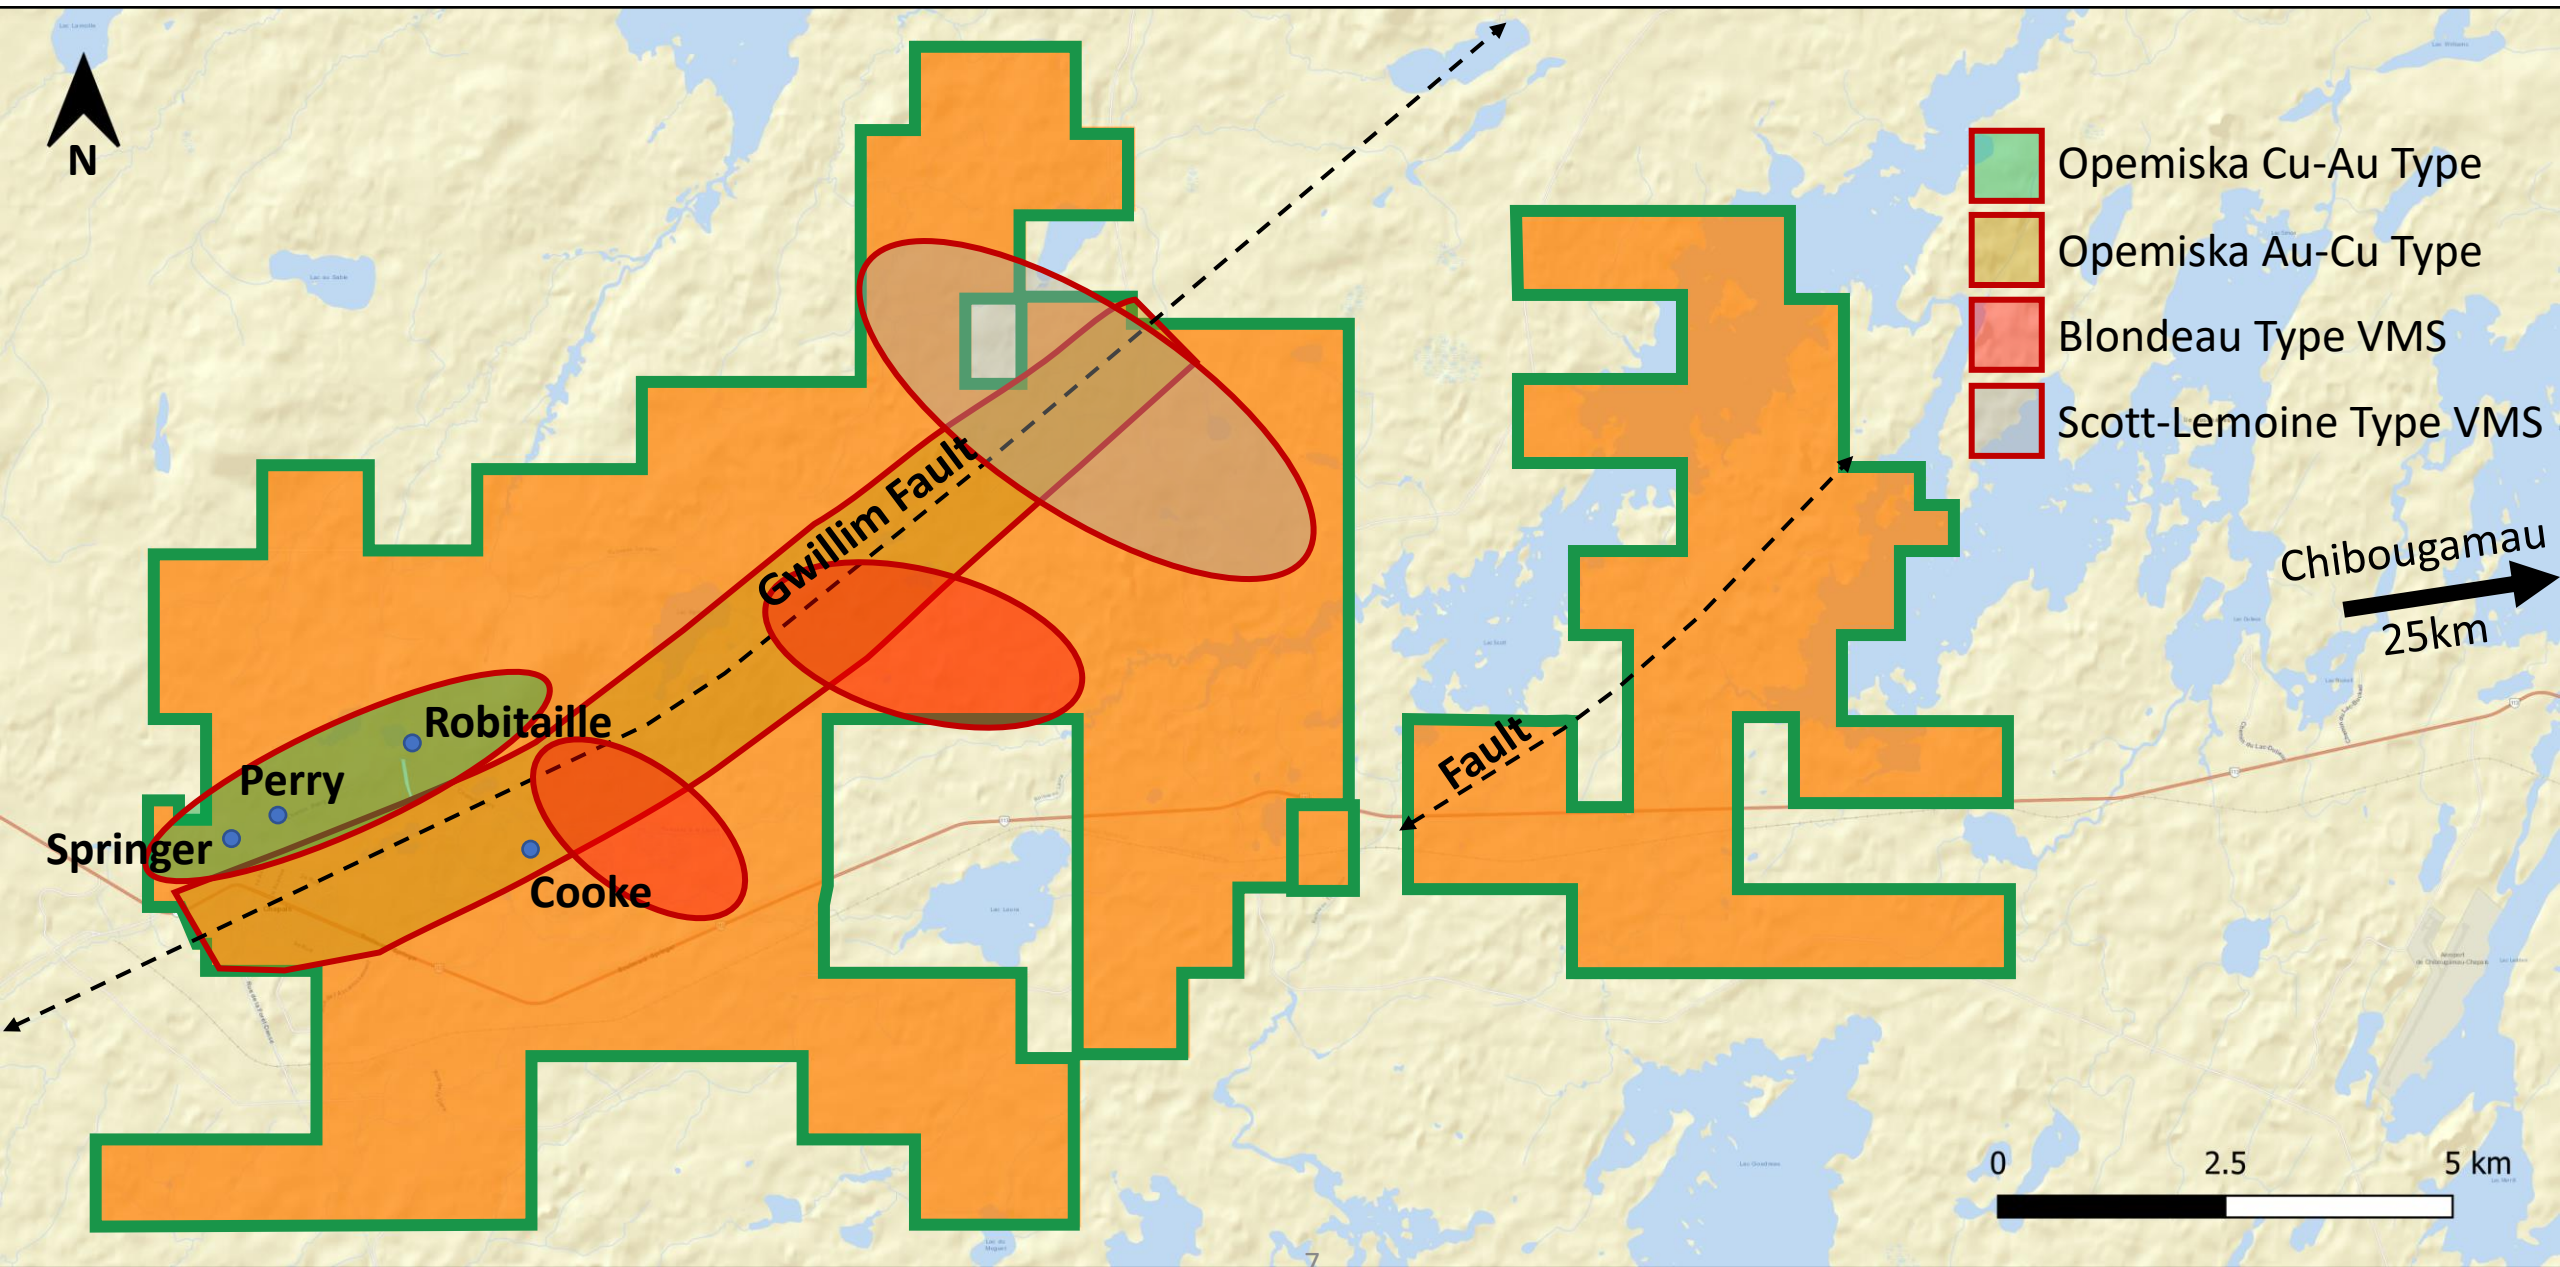 N
Opemiska Cu-Au Type
Opemiska Au-Cu Type
Blondeau Type VMS
Scott-Lemoine Type VMS
Gwillim Fault
Chibougamau
25km
Robitaille
Perry
Springer
Cooke
Fault
0 2.5 5 km
7